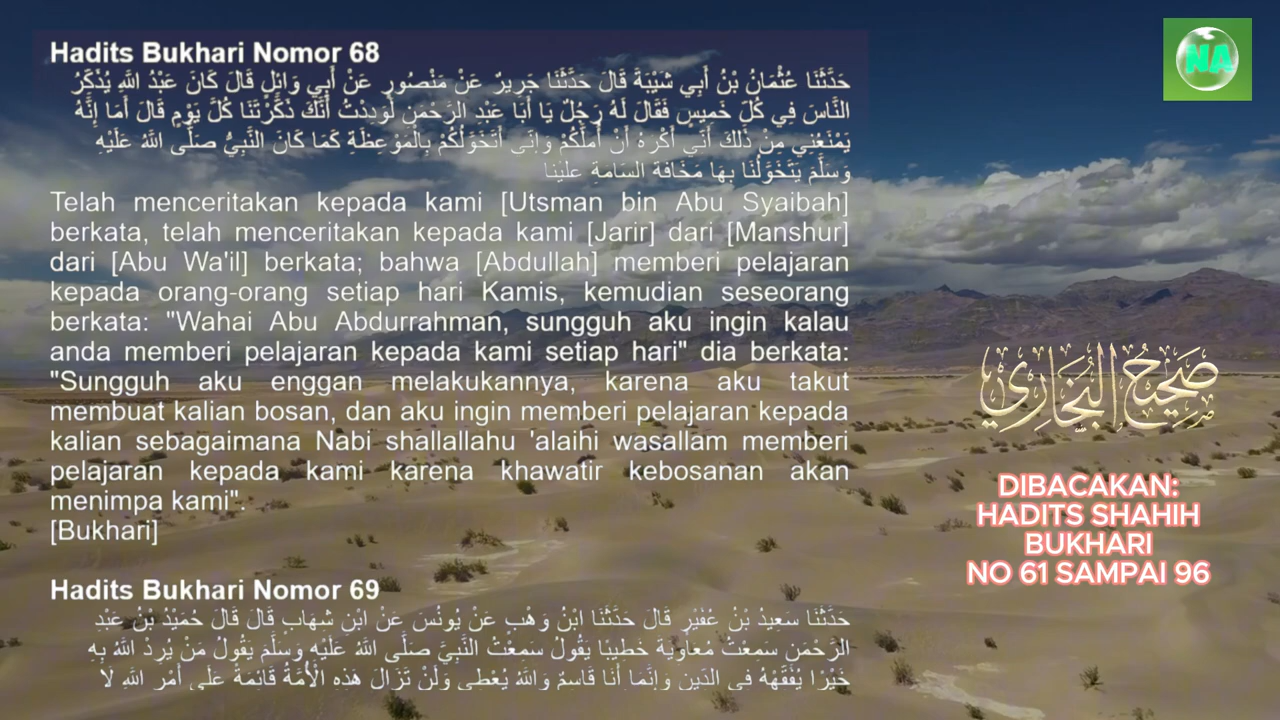 Hadits Bukhari Nomor 68
حَدَّثَنَا عُثْمَانُ بْنُ أَبِي شَيْبَةَ قَالَ حَدَّثَنَا جَرِيرٌ عَنْ مَنْصُورٍ عَنْ أَبِي وَائِلٍ قَالَ كَانَ عَبْدُ اللَّهِ يُذَكِّرُ
النَّاسَ فِي كُلِّ خَمِيسٍ فَقَالَ لَهُ رَجُلٌ يَا أَبَا عَبْدِ الرَّحْمَنِ لَوَدِدْتُ أَنَّكَ ذَكَّرْتَنَا كُلَّ يَوْمٍ قَالَ أَمَا إِنَّهُ
يَمْنَعُنِي مِنْ ذَلِكَ أَنِّي أَكْرَهُ أَنْ أُمِلَّكُمْ وَإِنِّي أَتَخَوَّلُكُمْ بِالْمَوْعِظَةِ كَمَا كَانَ النَّبِيُّ صَلَّى اللَّهُ عَلَيْهِ
وَسَلَّمَ يَتَخَوَّلُنَا بِهَا مَخَافَةَ السَّآمَةِ عَلَيْنَا
Telah menceritakan kepada kami [Utsman bin Abu Syaibah]
berkata, telah menceritakan kepada kami [Jarir] dari [Manshur]
dari [Abu Wa'il] berkata; bahwa [Abdullah] memberi pelajaran
kepada orang-orang setiap hari Kamis, kemudian seseorang
berkata: "Wahai Abu Abdurrahman, sungguh aku ingin kalau
anda memberi pelajaran kepada kami setiap hari" dia berkata:
"Sungguh aku enggan melakukannya, karena aku takut
membuat kalian bosan, dan aku ingin memberi pelajaran kepada
kalian sebagaimana Nabi shallallahu 'alaihi wasallam memberi
pelajaran kepada kami karena khawatir kebosanan akan
menimpa kami".
[Bukhari]
Hadits Bukhari Nomor 69
حَدَّثَنَا سَعِيدُ بْنُ عُفَيْرٍ قَالَ حَدَّثَنَا ابْنُ وَهْبٍ عَنْ يُونُسَ عَنْ ابْنِ شِهَابٍ قَالَ قَالَ حُمَيْدُ بْنُ عَبْدِ
الرَّحْمَنِ سَمِعْتُ مُعَاوِيَةَ خَطِيبًا يَقُولُ سَمِعْتُ النَّبِيَّ صَلَّى اللَّهُ عَلَيْهِ وَسَلَّمَ يَقُولُ مَنْ يُرِدْ اللَّهُ بِهِ
خَيْرًا يُفَقِّهْهُ فِي الدِّينِ وَإِنَّمَا أَنَا قَاسِمٌ وَاللَّهُ يُعْطِي وَلَنْ تَزَالَ هَذِهِ الْأُمَّةُ قَائِمَةً عَلَى أَمْرِ اللَّهِ لَا
NA
صَحِيحُ الْبُخَارِيِّ
DIBACAKAN:
HADITS SHAHIH
BUKHARI
NO 61 SAMPAI 96